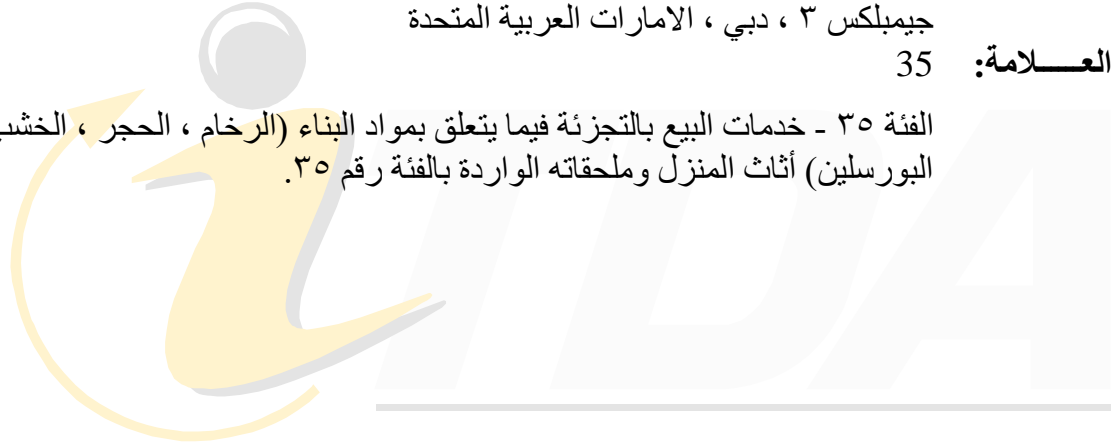 جيمبلكس ٣ ، دبي ، الامارات العربية المتحدة
العـــــلامة: 35
الفئة ٣٥ - خدمات البيع بالتجزئة فيما يتعلق بمواد البناء (الرخام ، الحجر ، الخشب
البورسلين) أثاث المنزل وملحقاته الواردة بالفئة رقم ٣٥.
iTDA